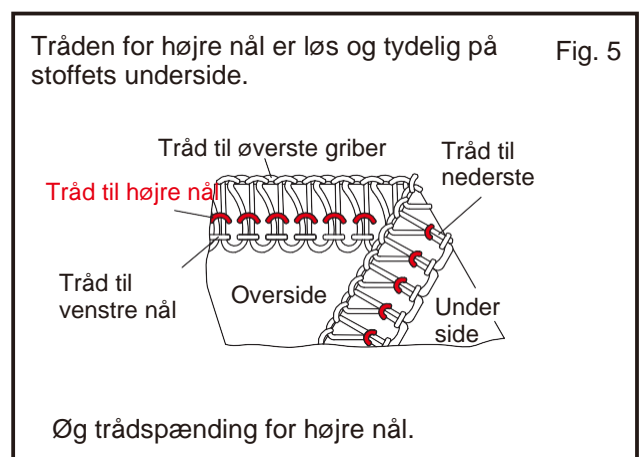 Tråden for højre nål er løs og tydelig på
stoffets underside.
Fig. 5
Tråd til øverste griber
Tråd til
nederste
Tråd til højre nål
Tråd til
venstre nål
Overside
Under
side
Øg trådspænding for højre nål.